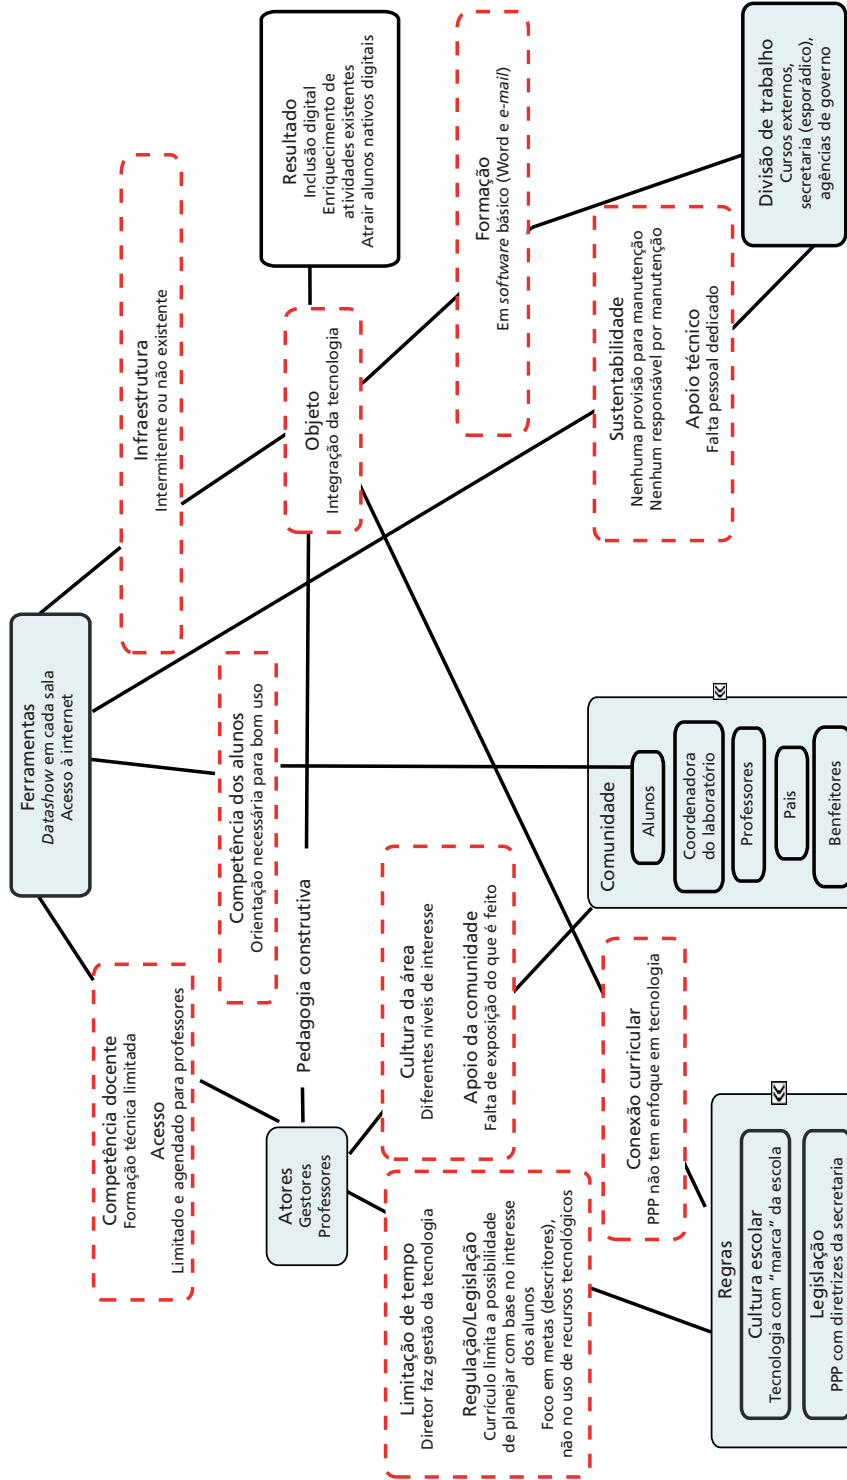 Ferramentas
Datashow em cada sala
Acesso à internet
Competência docente
Formação técnica limitada
Acesso
Limitado e agendado para professores
Competência dos alunos
Orientação necessária para bom uso
Infraestrutura
Intermitente ou não existente
Atores
Gestores
Professores
Pedagogia construtiva
Objeto
Integração da tecnologia
Resultado
Inclusão digital
Enriquecimento de
atividades existentes
Atrair alunos nativos digitais
Limitação de tempo
Diretor faz gestão da tecnologia
Regulação/Legislação
Currículo limita a possibilidade
de planejar com base no interesse
dos alunos
Foco em metas (descritores),
não no uso de recursos tecnológicos
Cultura da área
Diferentes níveis de interesse
Apoio da comunidade
Falta de exposição do que é feito
Formação
Em software básico (Word e e-mail)
Conexão curricular
PPP não tem enfoque em tecnologia
Sustentabilidade
Nenhuma provisão para manutenção
Nenhum responsável por manutenção
Apoio técnico
Falta pessoal dedicado
Regras
Cultura escolar
Tecnologia com “marca” da escola
Legislação
PPP com diretrizes da secretaria
Comunidade
Alunos
Coordenadora
do laboratório
Professores
Pais
Benfeitores
Divisão de trabalho
Cursos externos,
secretaria (esporádico),
agências de governo